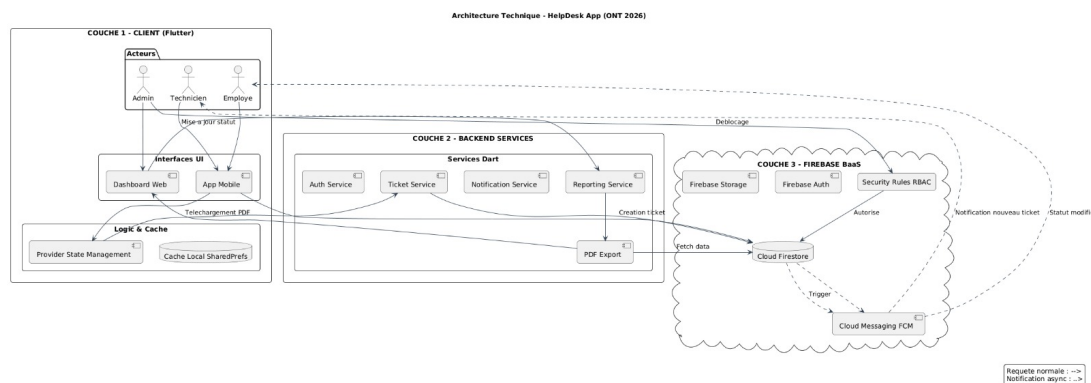 Architecture Technique - HelpDesk App (ONT 2026)
COUCHE 1 - CLIENT (Flutter)
Acteurs
Admin
Technicien
Employe
Mise a jour statut
Deblocage
Interfaces UI
Dashboard Web
App Mobile
Telechargement PDF
Logic & Cache
Provider State Management
Cache Local SharedPrefs
COUCHE 2 - BACKEND SERVICES
Services Dart
Auth Service
Ticket Service
Notification Service
Reporting Service
Creation ticket
PDF Export
Fetch data
COUCHE 3 - FIREBASE BaaS
Firebase Storage
Firebase Auth
Security Rules RBAC
Autorise
Notification nouveau ticket
Statut modifi
Cloud Firestore
Trigger
Cloud Messaging FCM
Requete normale : -->
Notification async : ..>